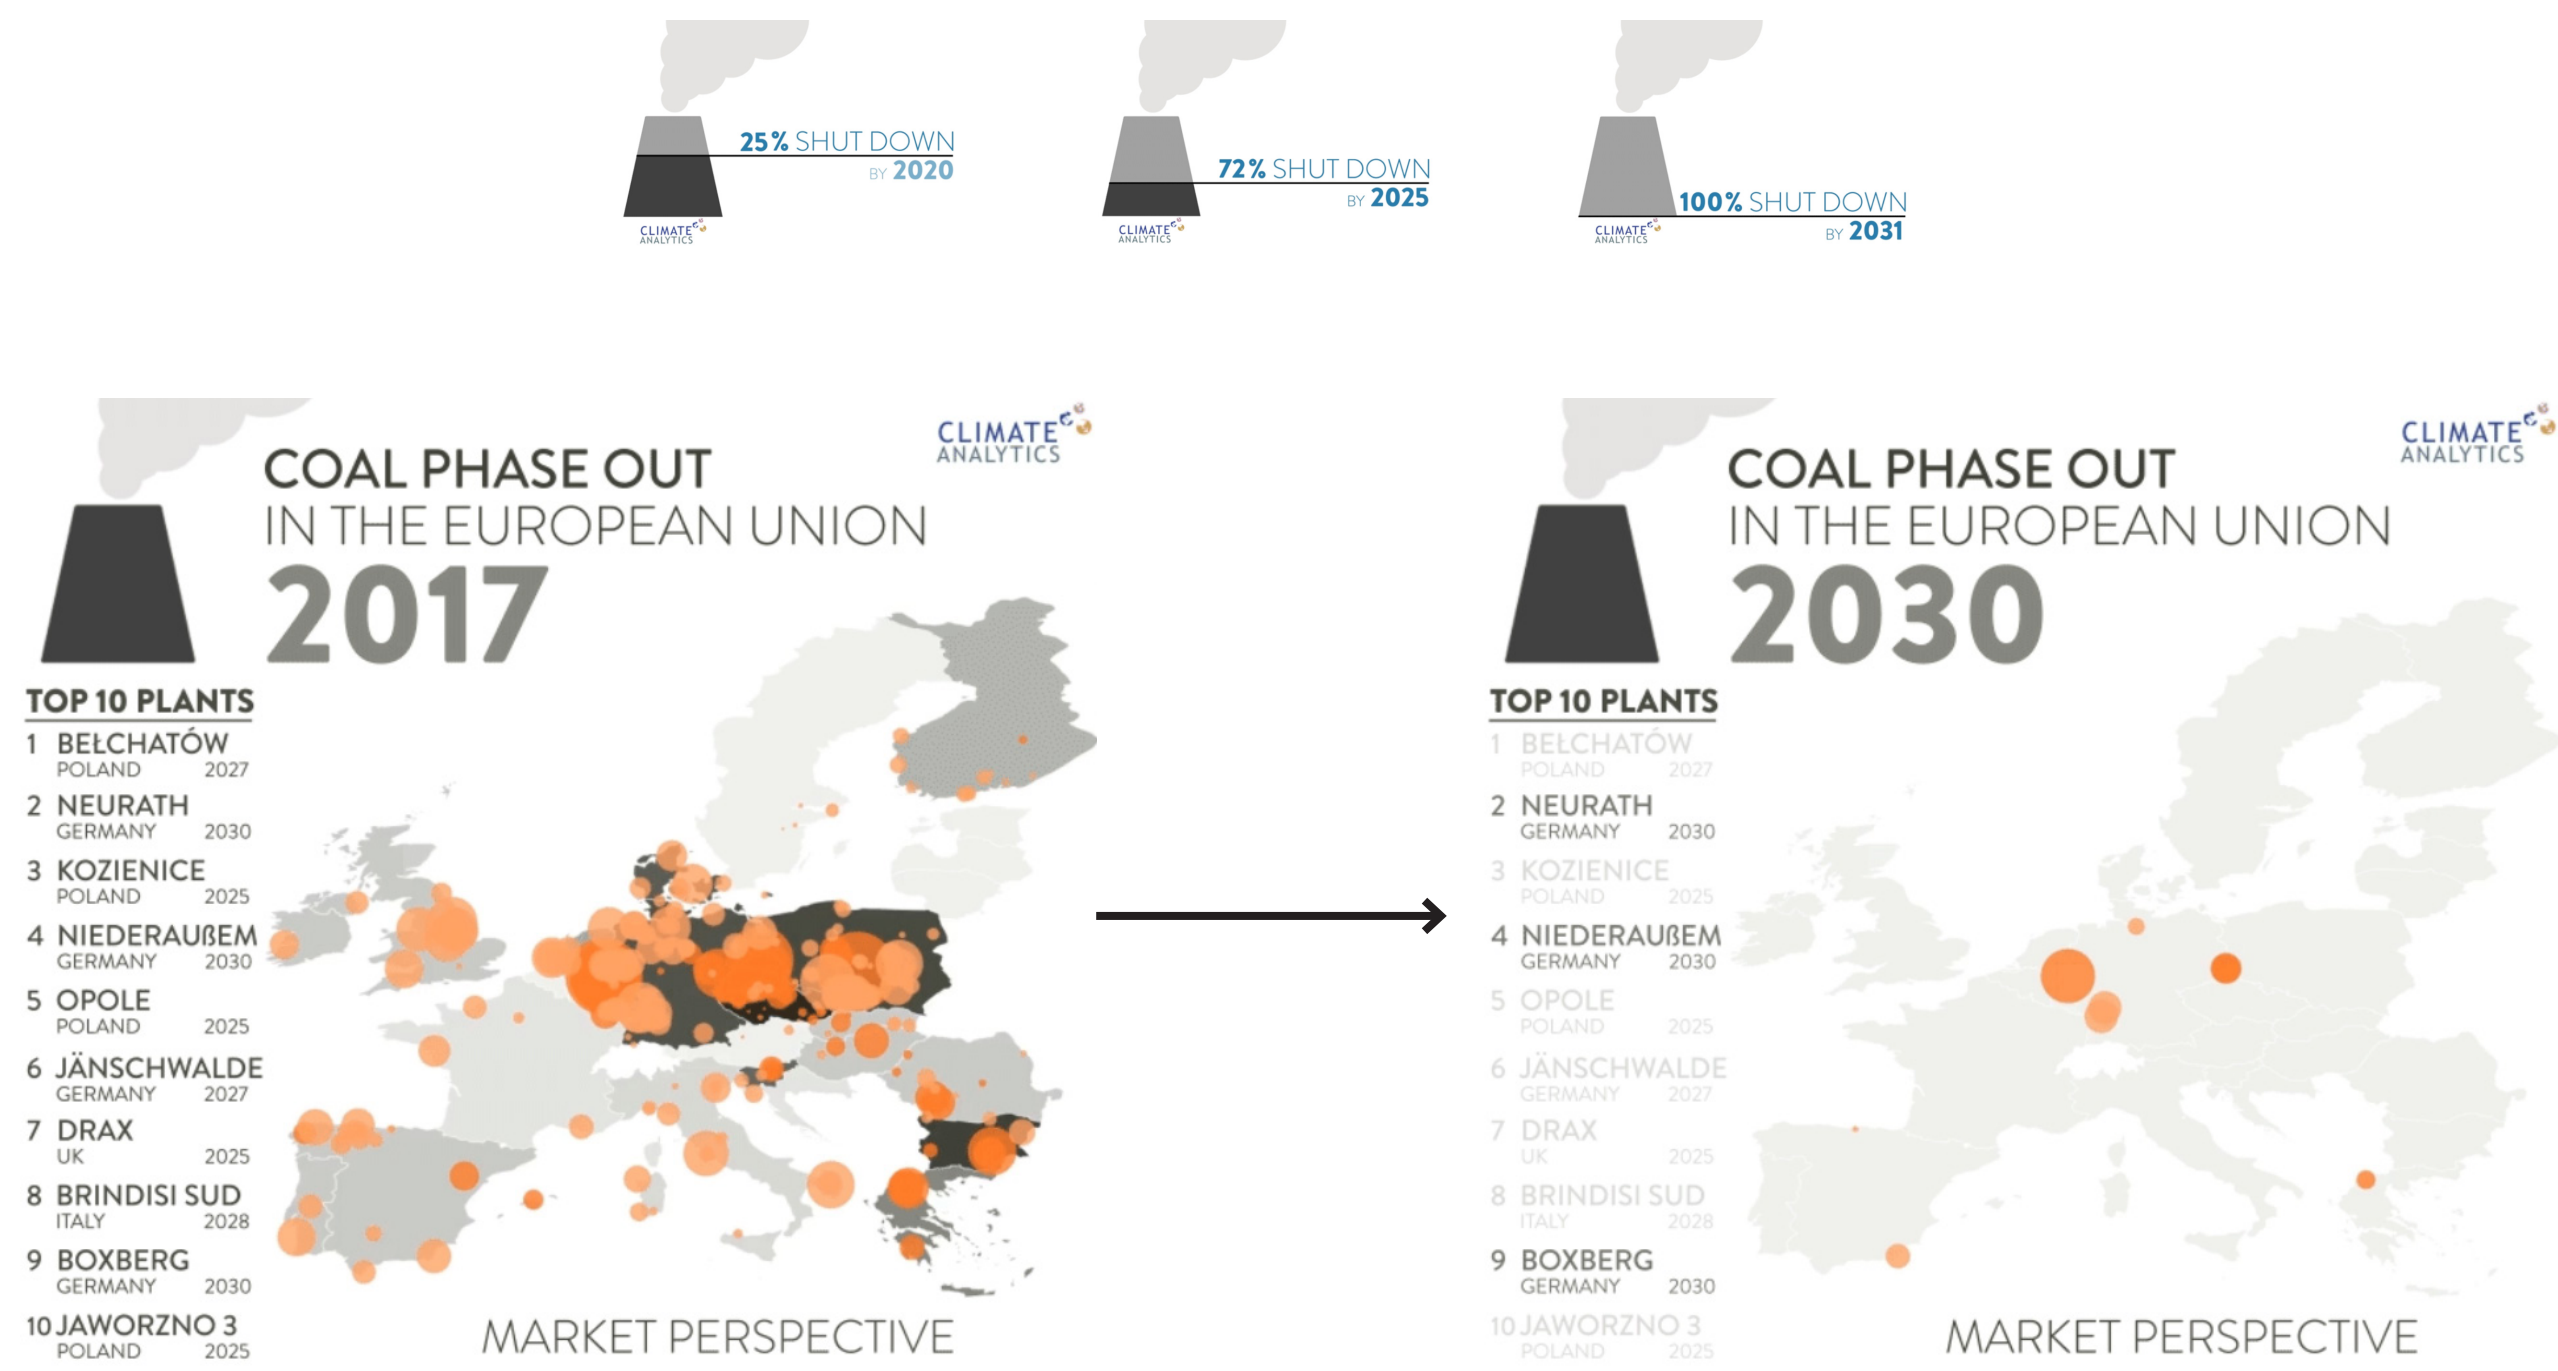 25% SHUT DOWN
BY 2020
CLIMATE
ANALYTICS
72% SHUT DOWN
BY 2025
CLIMATE
ANALYTICS
100% SHUT DOWN
BY 2031
CLIMATE
ANALYTICS
COAL PHASE OUT
IN THE EUROPEAN UNION
2017
CLIMATE
ANALYTICS
TOP 10 PLANTS
1 BEŁCHATÓW
POLAND 2027
2 NEURATH
GERMANY 2030
3 KOZIENICE
POLAND 2025
4 NIEDERAUßEM
GERMANY 2030
5 OPOLE
POLAND 2025
6 JÄNSCHWALDE
GERMANY 2027
7 DRAX
UK 2025
8 BRINDISI SUD
ITALY 2028
9 BOXBERG
GERMANY 2030
10 JAWORZNO 3
POLAND 2025
MARKET PERSPECTIVE
COAL PHASE OUT
IN THE EUROPEAN UNION
2030
CLIMATE
ANALYTICS
TOP 10 PLANTS
1 BEŁCHATÓW
POLAND 2027
2 NEURATH
GERMANY 2030
3 KOZIENICE
POLAND 2025
4 NIEDERAUßEM
GERMANY 2030
5 OPOLE
POLAND 2025
6 JÄNSCHWALDE
GERMANY 2027
7 DRAX
UK 2025
8 BRINDISI SUD
ITALY 2028
9 BOXBERG
GERMANY 2030
10 JAWORZNO 3
POLAND 2025
MARKET PERSPECTIVE